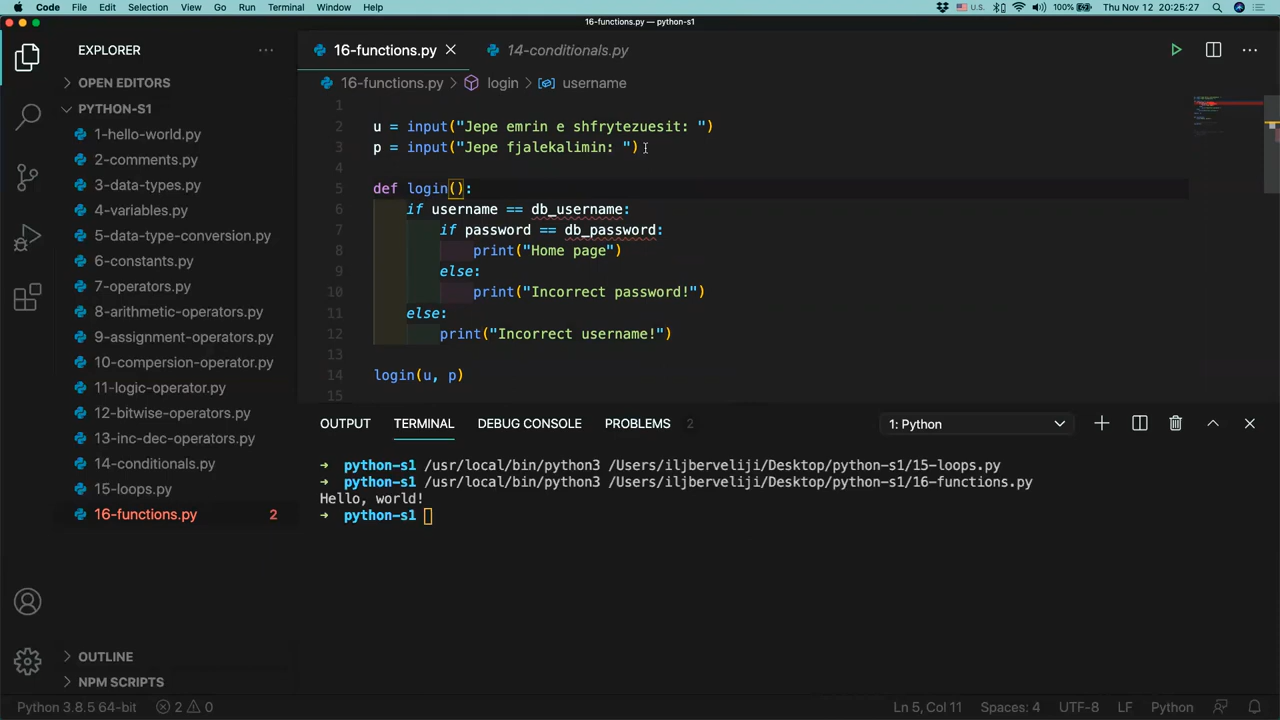 Code File Edit Selection View Go Run Terminal Window Help U.S. 100% Thu Nov 12 20:25:27
16-functions.py — python-s1
EXPLORER
16-functions.py
14-conditionals.py
OPEN EDITORS
16-functions.py > login > username
PYTHON-S1
1-hello-world.py
2-comments.py
3-data-types.py
4-variables.py
5-data-type-conversion.py
6-constants.py
7-operators.py
8-arithmetic-operators.py
9-assignment-operators.py
10-compersion-operator.py
11-logic-operator.py
12-bitwise-operators.py
13-inc-dec-operators.py
14-conditionals.py
15-loops.py
16-functions.py 2
OUTLINE
NPM SCRIPTS
1
2 u = input("Jepe emrin e shfrytezuesit: ")
3 p = input("Jepe fjalekalimin: ")
4
5 def login():
6 if username == db_username:
7 if password == db_password:
8 print("Home page")
9 else:
10 print("Incorrect password!")
11 else:
12 print("Incorrect username!")
13
14 login(u, p)
15
OUTPUT TERMINAL DEBUG CONSOLE PROBLEMS 2 1: Python
→ python-s1 /usr/local/bin/python3 /Users/iljberveliji/Desktop/python-s1/15-loops.py
→ python-s1 /usr/local/bin/python3 /Users/iljberveliji/Desktop/python-s1/16-functions.py
Hello, world!
→ python-s1
Python 3.8.5 64-bit 2 0 Ln 5, Col 11 Spaces: 4 UTF-8 LF Python